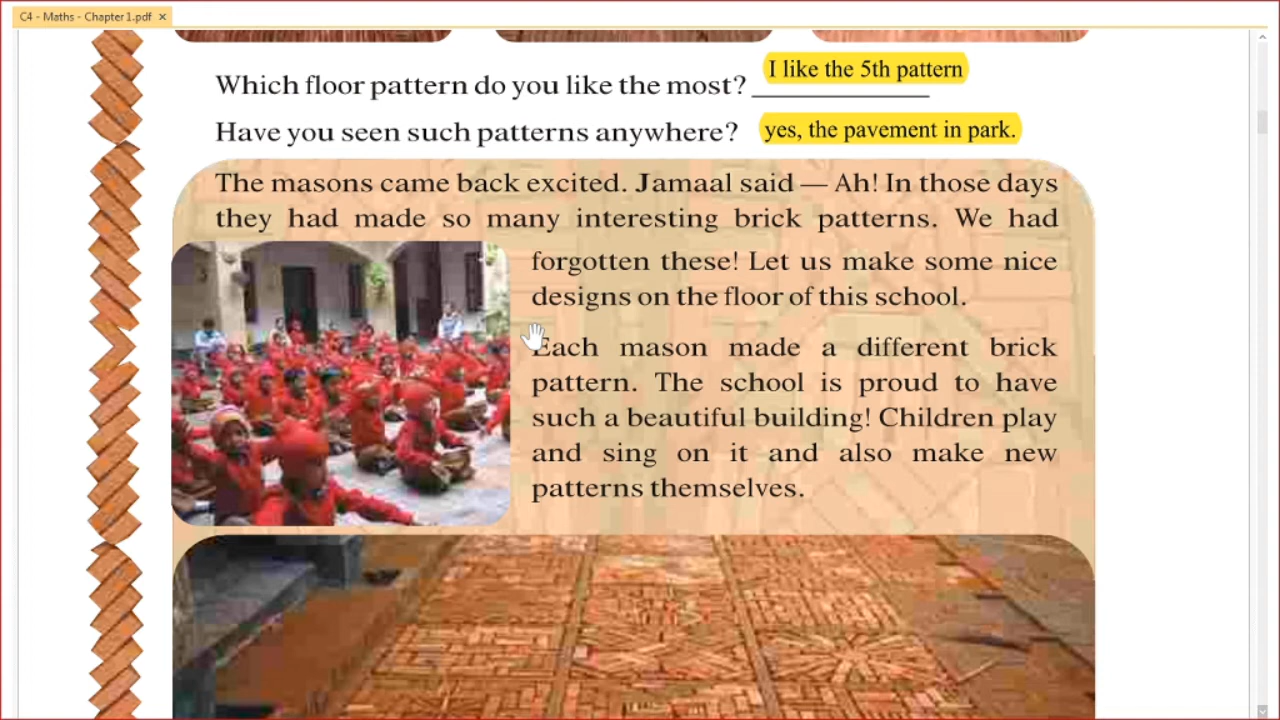 C4 - Maths - Chapter 1.pdf ×
Which floor pattern do you like the most? I like the 5th pattern
Have you seen such patterns anywhere? yes, the pavement in park.
The masons came back excited. Jamaal said — Ah! In those days
they had made so many interesting brick patterns. We had
forgotten these! Let us make some nice
designs on the floor of this school.
Each mason made a different brick
pattern. The school is proud to have
such a beautiful building! Children play
and sing on it and also make new
patterns themselves.